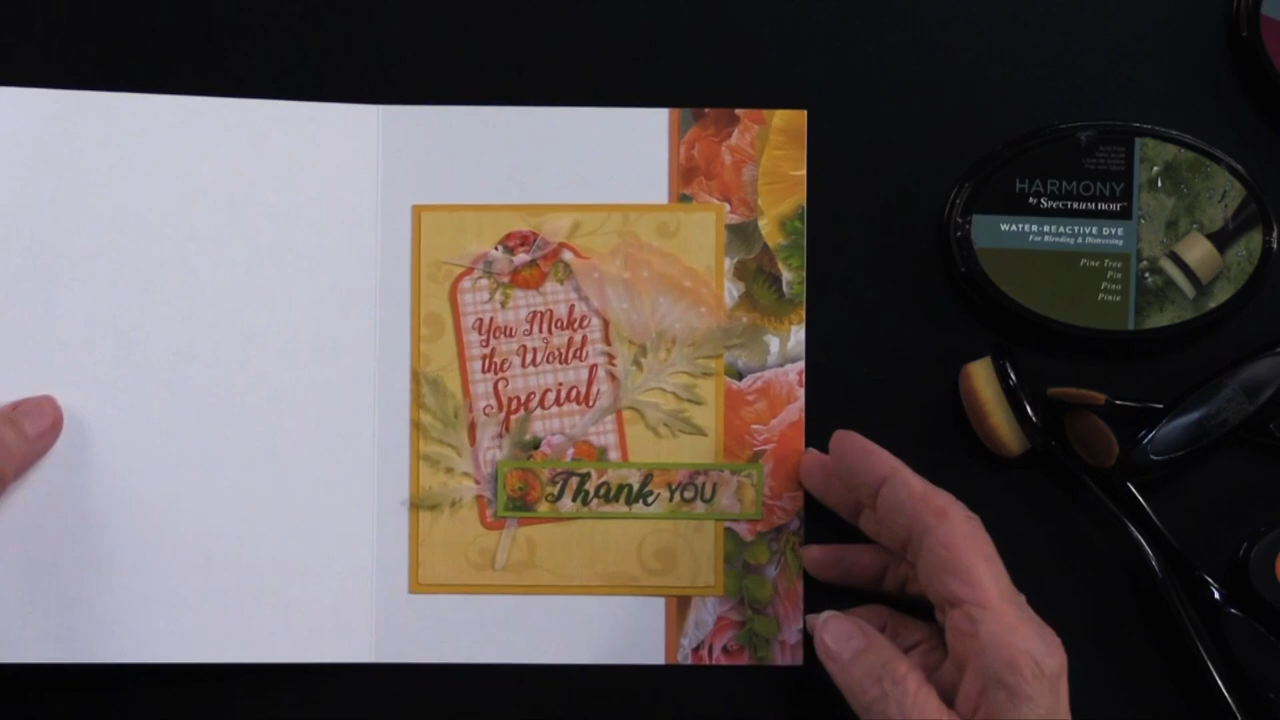 You Make
the World
Special
Thank YOU
HARMONY
by SPECTRUM NOIR™
WATER-REACTIVE DYE
For Blending & Distressing
Pine Tree
Pin
Pino
Pinie